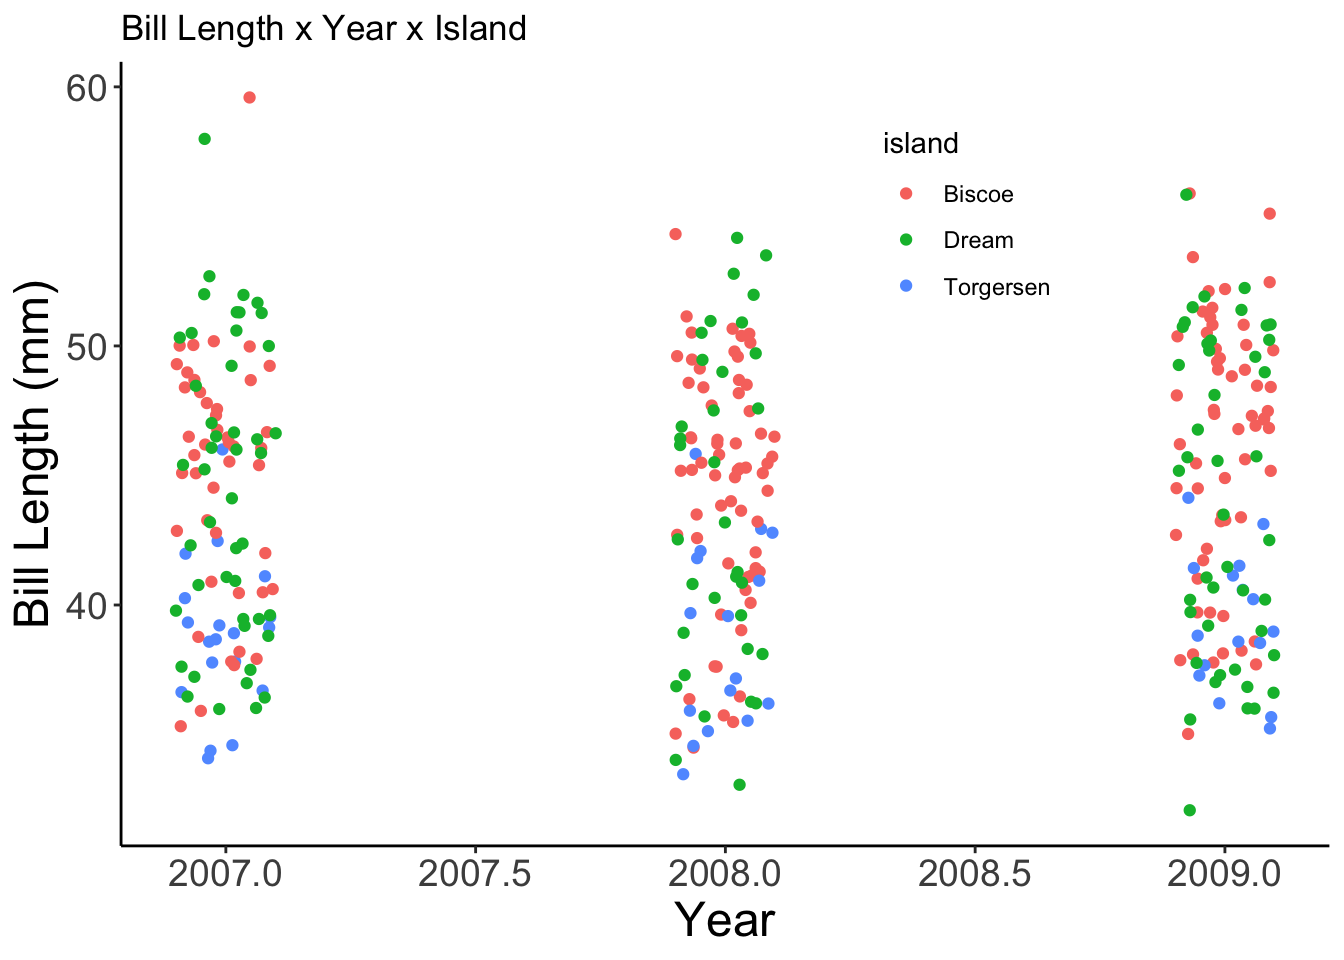 Bill Length x Year x Island
60
50
40
Bill Length (mm)
island
Biscoe
Dream
Torgersen
2007.0 2007.5 2008.0 2008.5 2009.0
Year